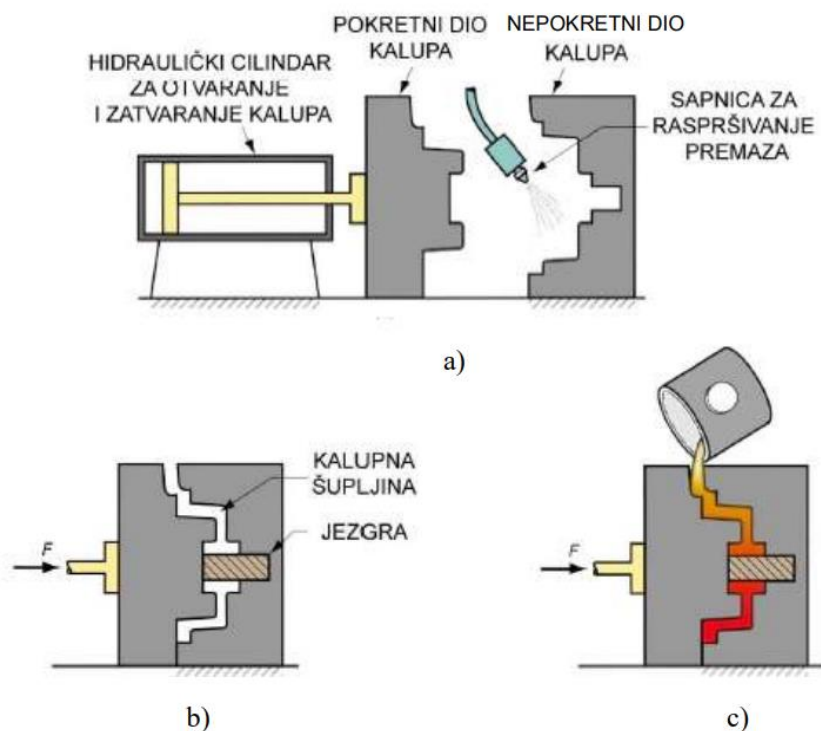 POKRETNI DIO
KALUPA
NEPOKRETNI DIO
KALUPA
HIDRAULIČKI CILINDAR
ZA OTVARANJE
I ZATVARANJE KALUPA
SAPNICA ZA
RASPRŠIVANJE
PREMAZA
a)
KALUPNA
ŠUPLJINA
JEZGRA
F
b)
F
c)